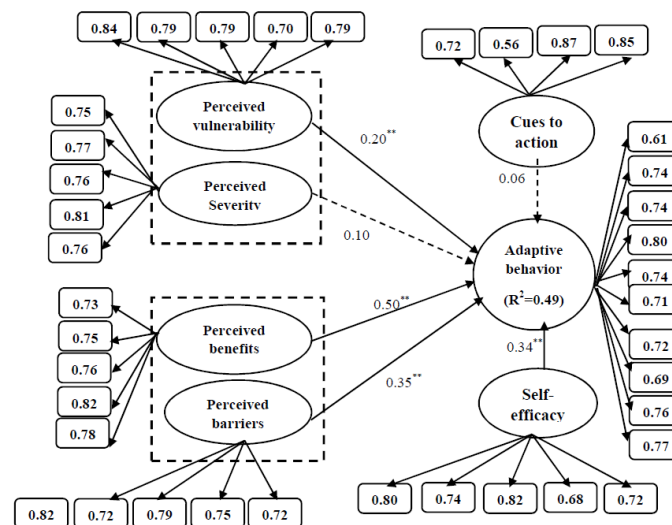 0.84 0.79 0.79 0.70 0.79
0.72 0.56 0.87 0.85
Perceived
vulnerability
0.75
0.77
0.76
0.81
0.76
Perceived
Severity
Cues to
action
0.20**
0.10
0.06
0.61
0.74
0.74
0.80
0.74
0.71
0.72
0.69
0.76
0.77
Adaptive
behavior
(R²=0.49)
0.73
0.75
0.76
0.82
0.78
Perceived
benefits
0.50**
Perceived
barriers
0.35**
0.34**
Self-
efficacy
0.82 0.72 0.79 0.75 0.72
0.80 0.74 0.82 0.68 0.72